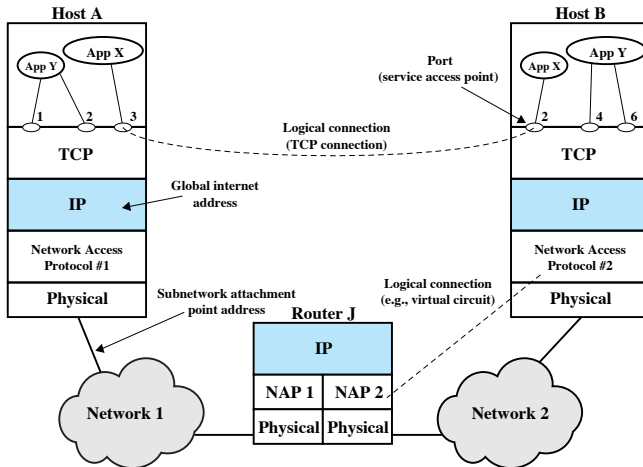 Host A
App Y
App X
1
2
3
TCP
IP
Network Access
Protocol #1
Physical
Host B
App X
App Y
2
4
6
TCP
IP
Network Access
Protocol #2
Physical
Port
(service access point)
Logical connection
(TCP connection)
Global internet
address
Logical connection
(e.g., virtual circuit)
Subnetwork attachment
point address
Router J
IP
NAP 1
NAP 2
Physical
Physical
Network 1
Network 2